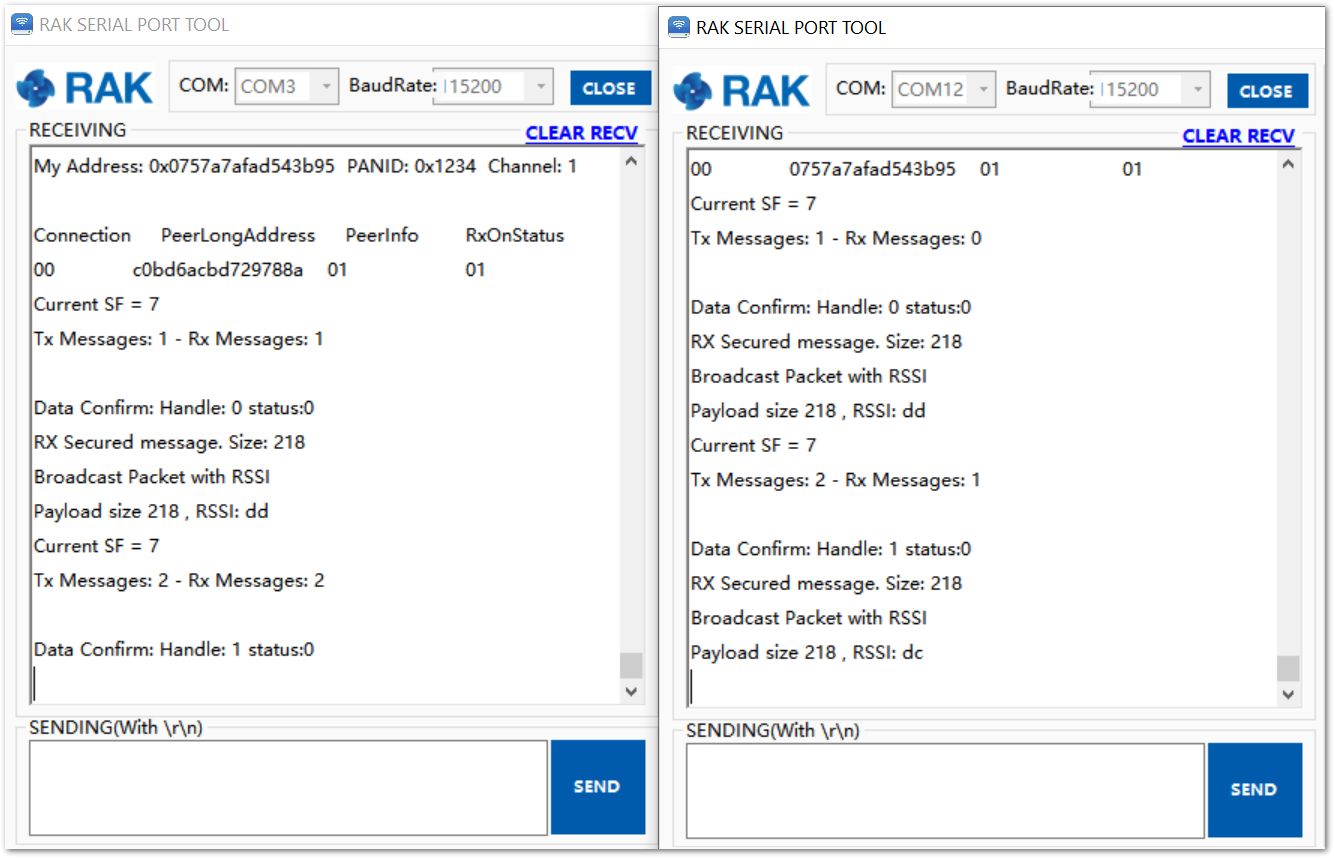 RAK SERIAL PORT TOOL
RAK COM: COM3 BaudRate: 115200 CLOSE
RECEIVING
CLEAR RECV
My Address: 0x0757a7afad543b95 PANID: 0x1234 Channel: 1
Connection PeerLongAddress PeerInfo RxOnStatus
00 c0bd6acbd729788a 01 01
Current SF = 7
Tx Messages: 1 - Rx Messages: 1
Data Confirm: Handle: 0 status:0
RX Secured message. Size: 218
Broadcast Packet with RSSI
Payload size 218 , RSSI: dd
Current SF = 7
Tx Messages: 2 - Rx Messages: 2
Data Confirm: Handle: 1 status:0
SENDING(With \r\n)
SEND
RAK SERIAL PORT TOOL
RAK COM: COM12 BaudRate: 115200 CLOSE
RECEIVING
CLEAR RECV
00 0757a7afad543b95 01 01
Current SF = 7
Tx Messages: 1 - Rx Messages: 0
Data Confirm: Handle: 0 status:0
RX Secured message. Size: 218
Broadcast Packet with RSSI
Payload size 218 , RSSI: dd
Current SF = 7
Tx Messages: 2 - Rx Messages: 1
Data Confirm: Handle: 1 status:0
RX Secured message. Size: 218
Broadcast Packet with RSSI
Payload size 218 , RSSI: dc
SENDING(With \r\n)
SEND